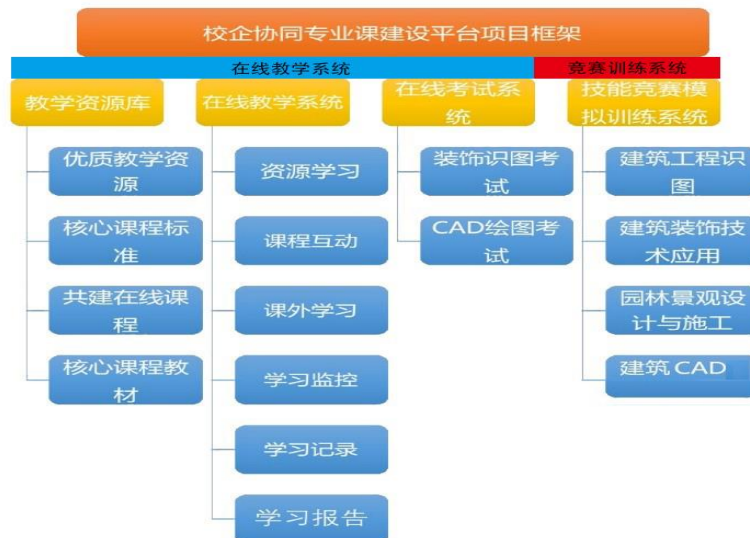 校企协同专业课建设平台项目框架
在线教学系统
竞赛训练系统
教学资源库
优质教学资
源
核心课程标
准
共建在线课
程
核心课程教
材
在线教学系统
资源学习
课程互动
课外学习
学习监控
学习记录
学习报告
在线考试系
统
装饰识图考
试
CAD绘图考
试
技能竞赛模
拟训练系统
建筑工程识
图
建筑装饰技
术应用
园林景观设
计与施工
建筑 CAD